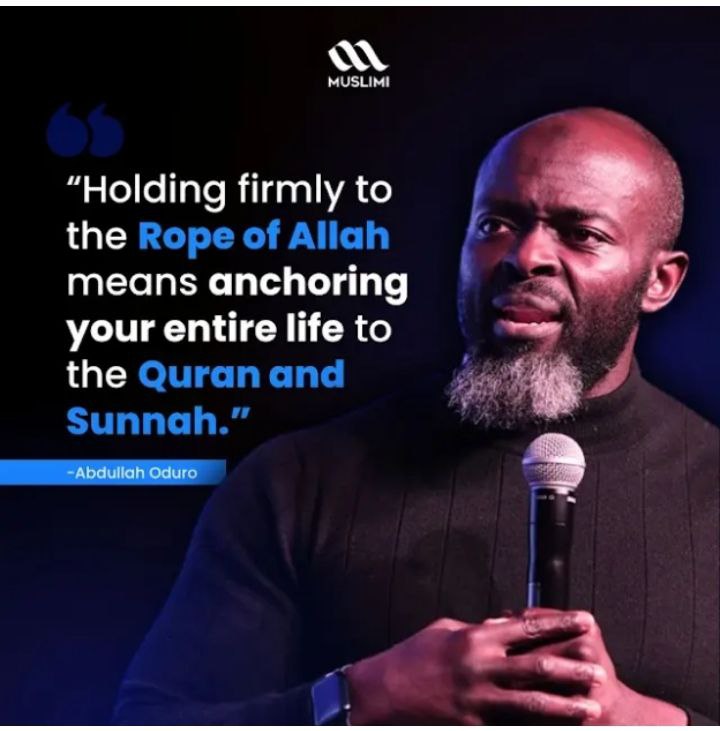 MUSLIMI
“Holding firmly to
the Rope of Allah
means anchoring
your entire life to
the Quran and
Sunnah.”
-Abdullah Oduro